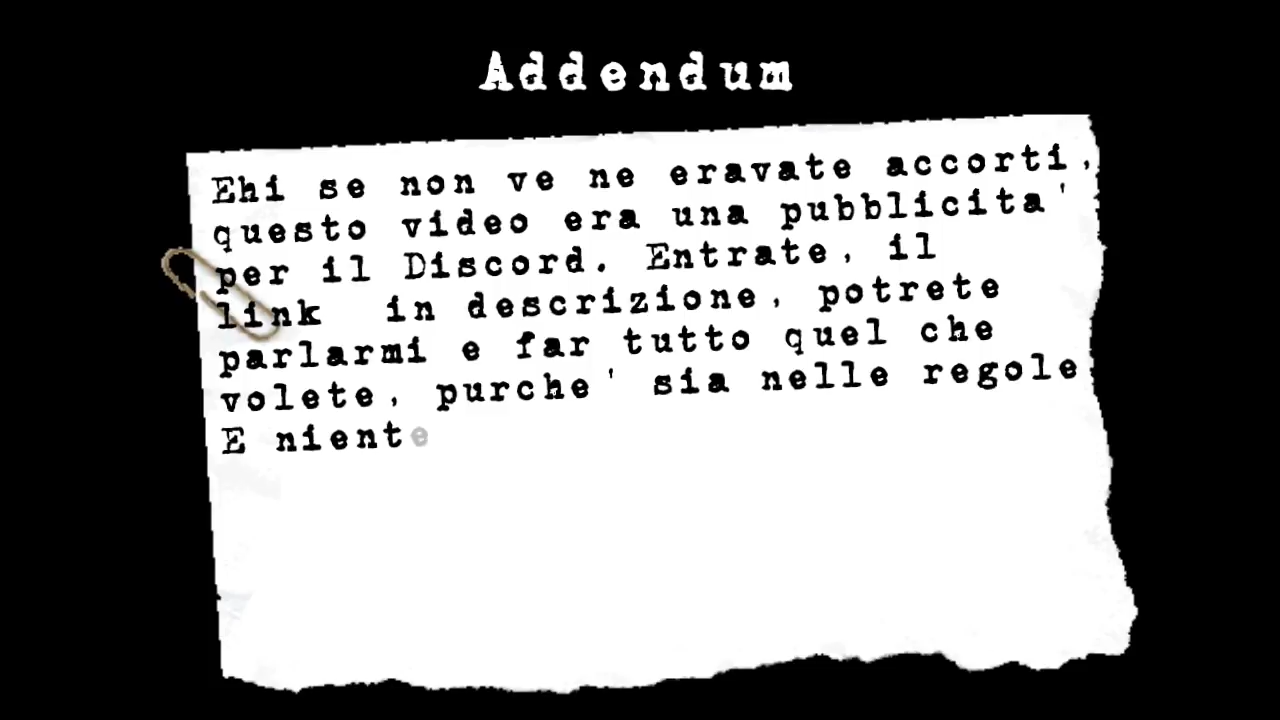 Addendum
Ehi se non ve ne eravate accorti,
questo video era una pubblicita'
per il Discord. Entrate, il
link in descrizione, potrete
parlarmi e far tutto quel che
volete, purche' sia nelle regole.
E niente